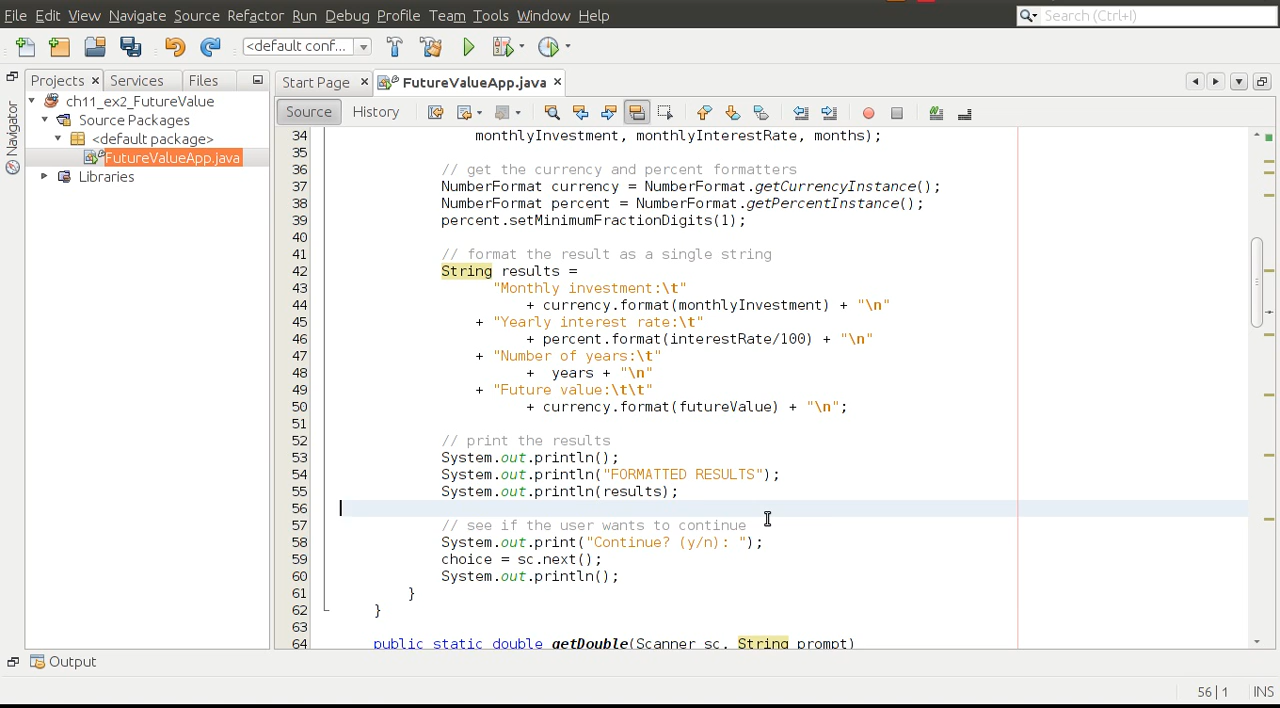 File Edit View Navigate Source Refactor Run Debug Profile Team Tools Window Help
Search (Ctrl+I)
<default conf...
Projects Services Files
Start Page FutureValueApp.java
Navigator
ch11_ex2_FutureValue
Source Packages
<default package>
FutureValueApp.java
Libraries
Source History
34 monthlyInvestment, monthlyInterestRate, months);
35
36 // get the currency and percent formatters
37 NumberFormat currency = NumberFormat.getCurrencyInstance();
38 NumberFormat percent = NumberFormat.getPercentInstance();
39 percent.setMinimumFractionDigits(1);
40
41 // format the result as a single string
42 String results =
43 "Monthly investment:\t"
44 + currency.format(monthlyInvestment) + "\n"
45 + "Yearly interest rate:\t"
46 + percent.format(interestRate/100) + "\n"
47 + "Number of years:\t"
48 + years + "\n"
49 + "Future value:\t\t"
50 + currency.format(futureValue) + "\n";
51
52 // print the results
53 System.out.println();
54 System.out.println("FORMATTED RESULTS");
55 System.out.println(results);
56
57 // see if the user wants to continue
58 System.out.print("Continue? (y/n): ");
59 choice = sc.next();
60 System.out.println();
61 }
62 }
63
64 public static double getDouble(Scanner sc, String prompt)
Output
56|1 INS